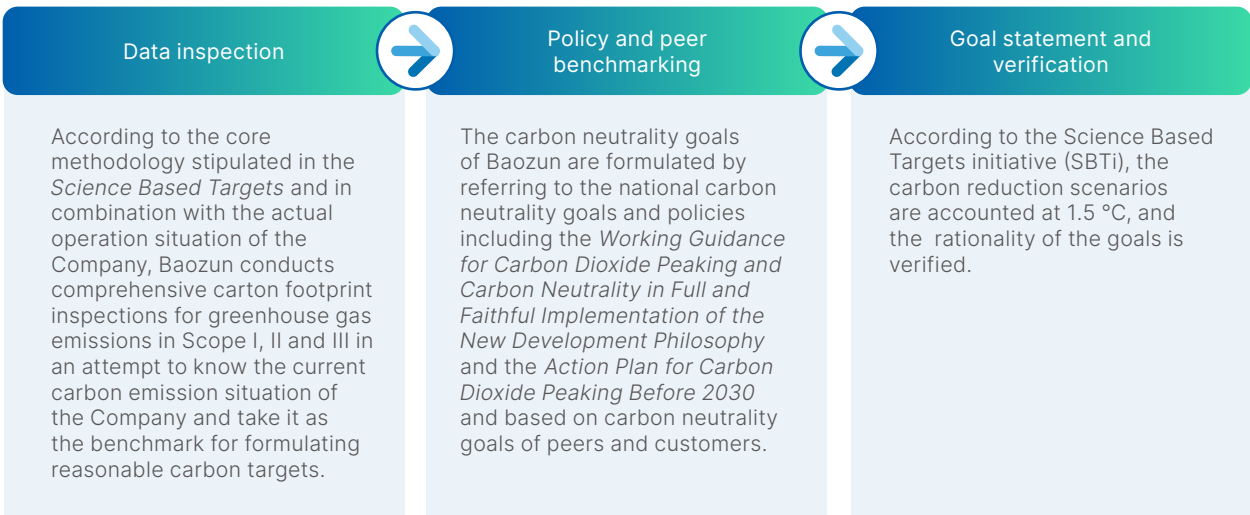 Data inspection
According to the core
methodology stipulated in the
Science Based Targets and in
combination with the actual
operation situation of the
Company, Baozun conducts
comprehensive carton footprint
inspections for greenhouse gas
emissions in Scope I, II and III in
an attempt to know the current
carbon emission situation of
the Company and take it as
the benchmark for formulating
reasonable carbon targets.
Policy and peer
benchmarking
The carbon neutrality goals
of Baozun are formulated by
referring to the national carbon
neutrality goals and policies
including the Working Guidance
for Carbon Dioxide Peaking and
Carbon Neutrality in Full and
Faithful Implementation of the
New Development Philosophy
and the Action Plan for Carbon
Dioxide Peaking Before 2030
and based on carbon neutrality
goals of peers and customers.
Goal statement and
verification
According to the Science Based
Targets initiative (SBTi), the
carbon reduction scenarios
are accounted at 1.5 °C, and
the  rationality of the goals is
verified.